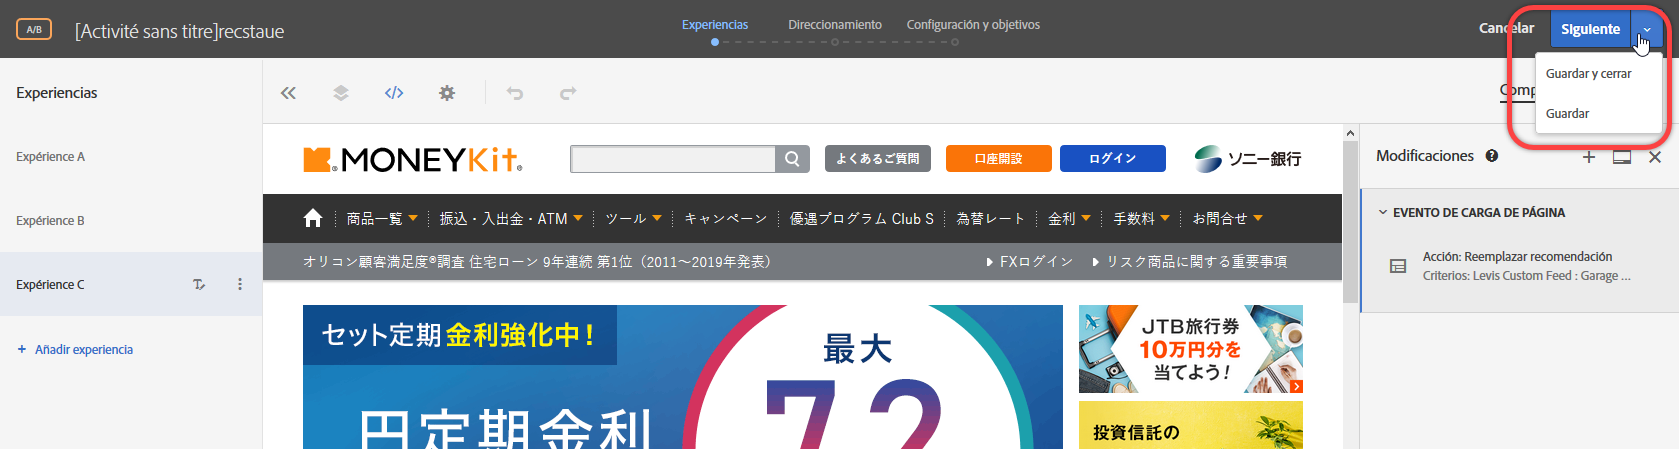 A/B
[Activité sans titre]recstaue
Experiencias
Direccionamiento
Configuración y objetivos
Cancelar
Siguiente
Guardar y cerrar
Guardar
Experiencias
Expérience A
Expérience B
Expérience C
+ Añadir experiencia
MONEYKit
よくあるご質問
口座開設
ログイン
ソニー銀行
商品一覧
振込・入出金・ATM
ツール
キャンペーン
優遇プログラム Club S
為替レート
金利
手数料
お問合せ
オリコン顧客満足度®調査 住宅ローン 9年連続 第1位（2011～2019年発表）
FXログイン
リスク商品に関する重要事項
セット定期 金利強化中！
円定期金利
最大
7.2
JTB旅行券
10万円分を
当てよう！
投資信託の
Modificaciones
EVENTO DE CARGA DE PÁGINA
Acción: Reemplazar recomendación
Criterios: Levis Custom Feed : Garage ...